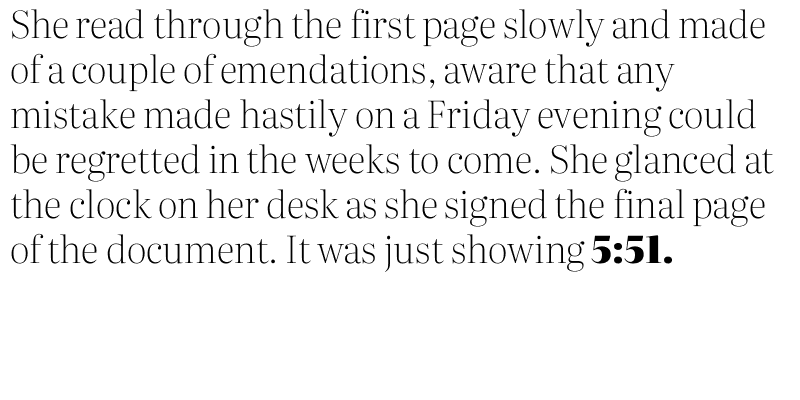 She read through the first page slowly and made
of a couple of emendations, aware that any
mistake made hastily on a Friday evening could
be regretted in the weeks to come. She glanced at
the clock on her desk as she signed the final page
of the document. It was just showing 5:51.